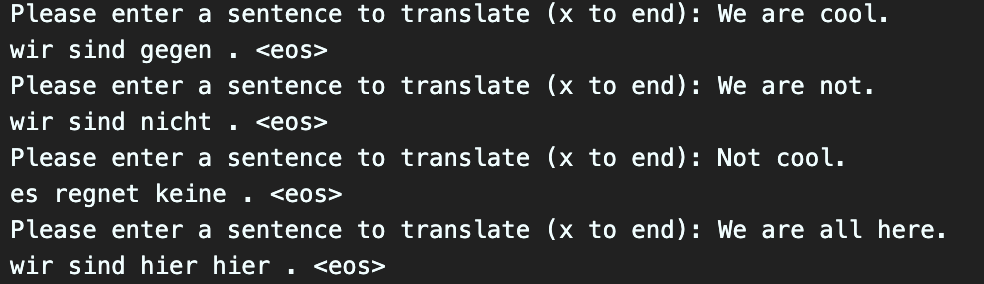 Please enter a sentence to translate (x to end): We are cool.
wir sind gegen . <eos>
Please enter a sentence to translate (x to end): We are not.
wir sind nicht . <eos>
Please enter a sentence to translate (x to end): Not cool.
es regnet keine . <eos>
Please enter a sentence to translate (x to end): We are all here.
wir sind hier hier . <eos>